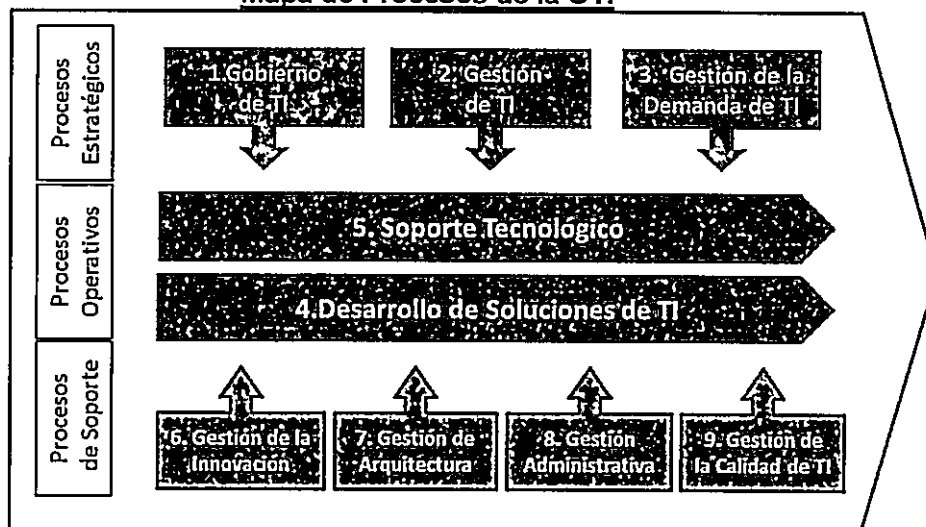 Mapa de Procesos de la OTI
Procesos
Estratégicos
1.Gobierno
de TI
2. Gestión
de TI
3. Gestión de la
Demanda de TI
Procesos
Operativos
5. Soporte Tecnológico
4.Desarrollo de Soluciones de TI
Procesos
de Soporte
6. Gestión de la
Innovación
7. Gestión de
Arquitectura
8. Gestión
Administrativa
9. Gestión de
la Calidad de TI